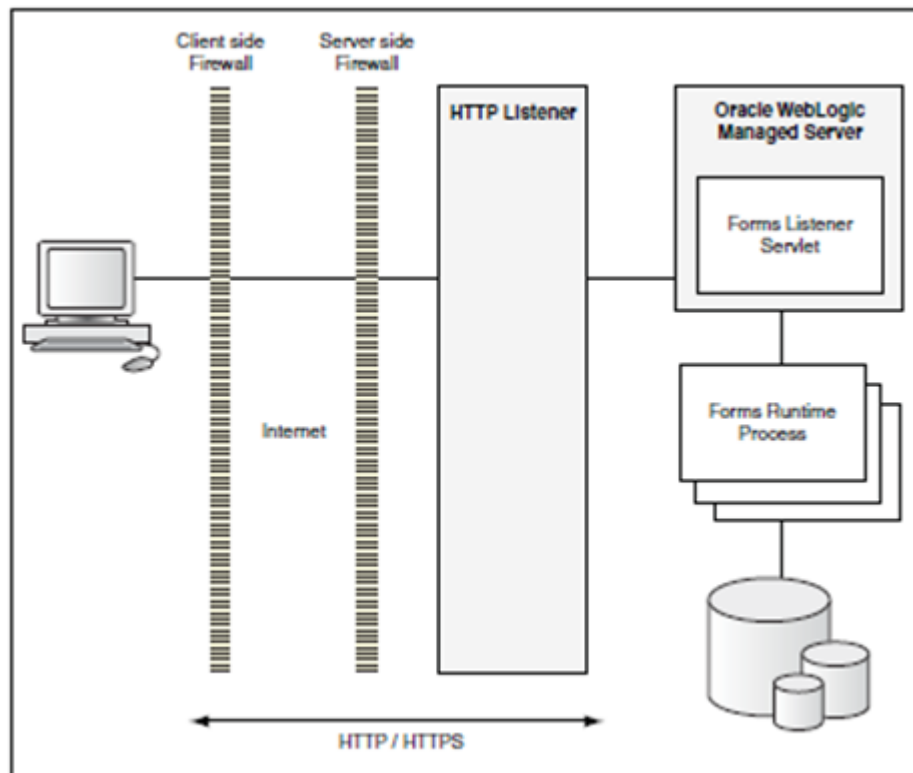 Client side
Firewall
Server side
Firewall
HTTP Listener
Oracle WebLogic
Managed Server
Forms Listener
Servlet
Internet
Forms Runtime
Process
HTTP / HTTPS